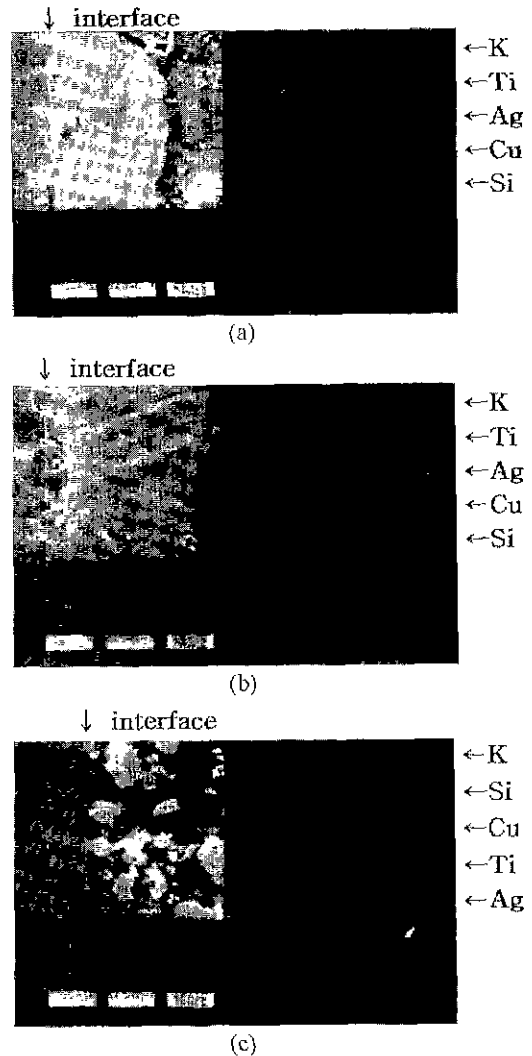 ↓ interface
←K
←Ti
←Ag
←Cu
←Si
(a)
↓ interface
←K
←Ti
←Ag
←Cu
←Si
(b)
↓ interface
←K
←Si
←Cu
←Ti
←Ag
(c)